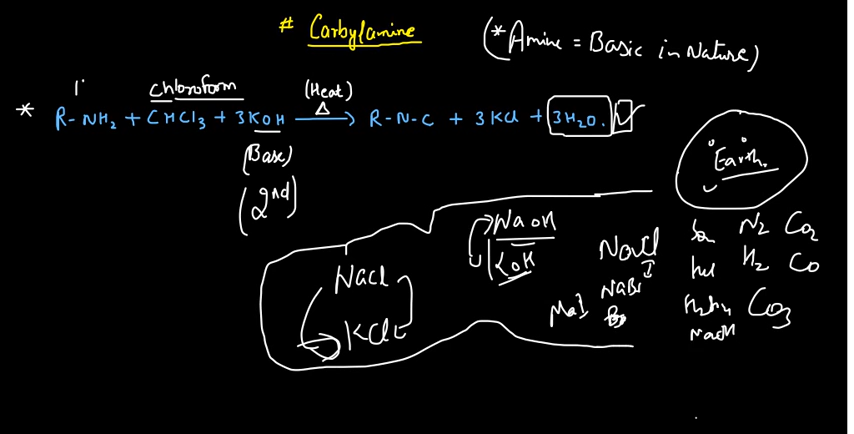 # Carbylamine
(*Amine = Basic in Nature)
1°
chloroform
(Heat)
* R-NH₂ + CHCl₃ + 3KOH →Δ R-N-C + 3KCl + 3H₂O.
(Base)
(2nd)
"Earth."
NaOH
KOH
NaCl
KCl
NaCl
NaBr
NaI
N₂ CO₂
H₂ CO
CO₃
NaOH